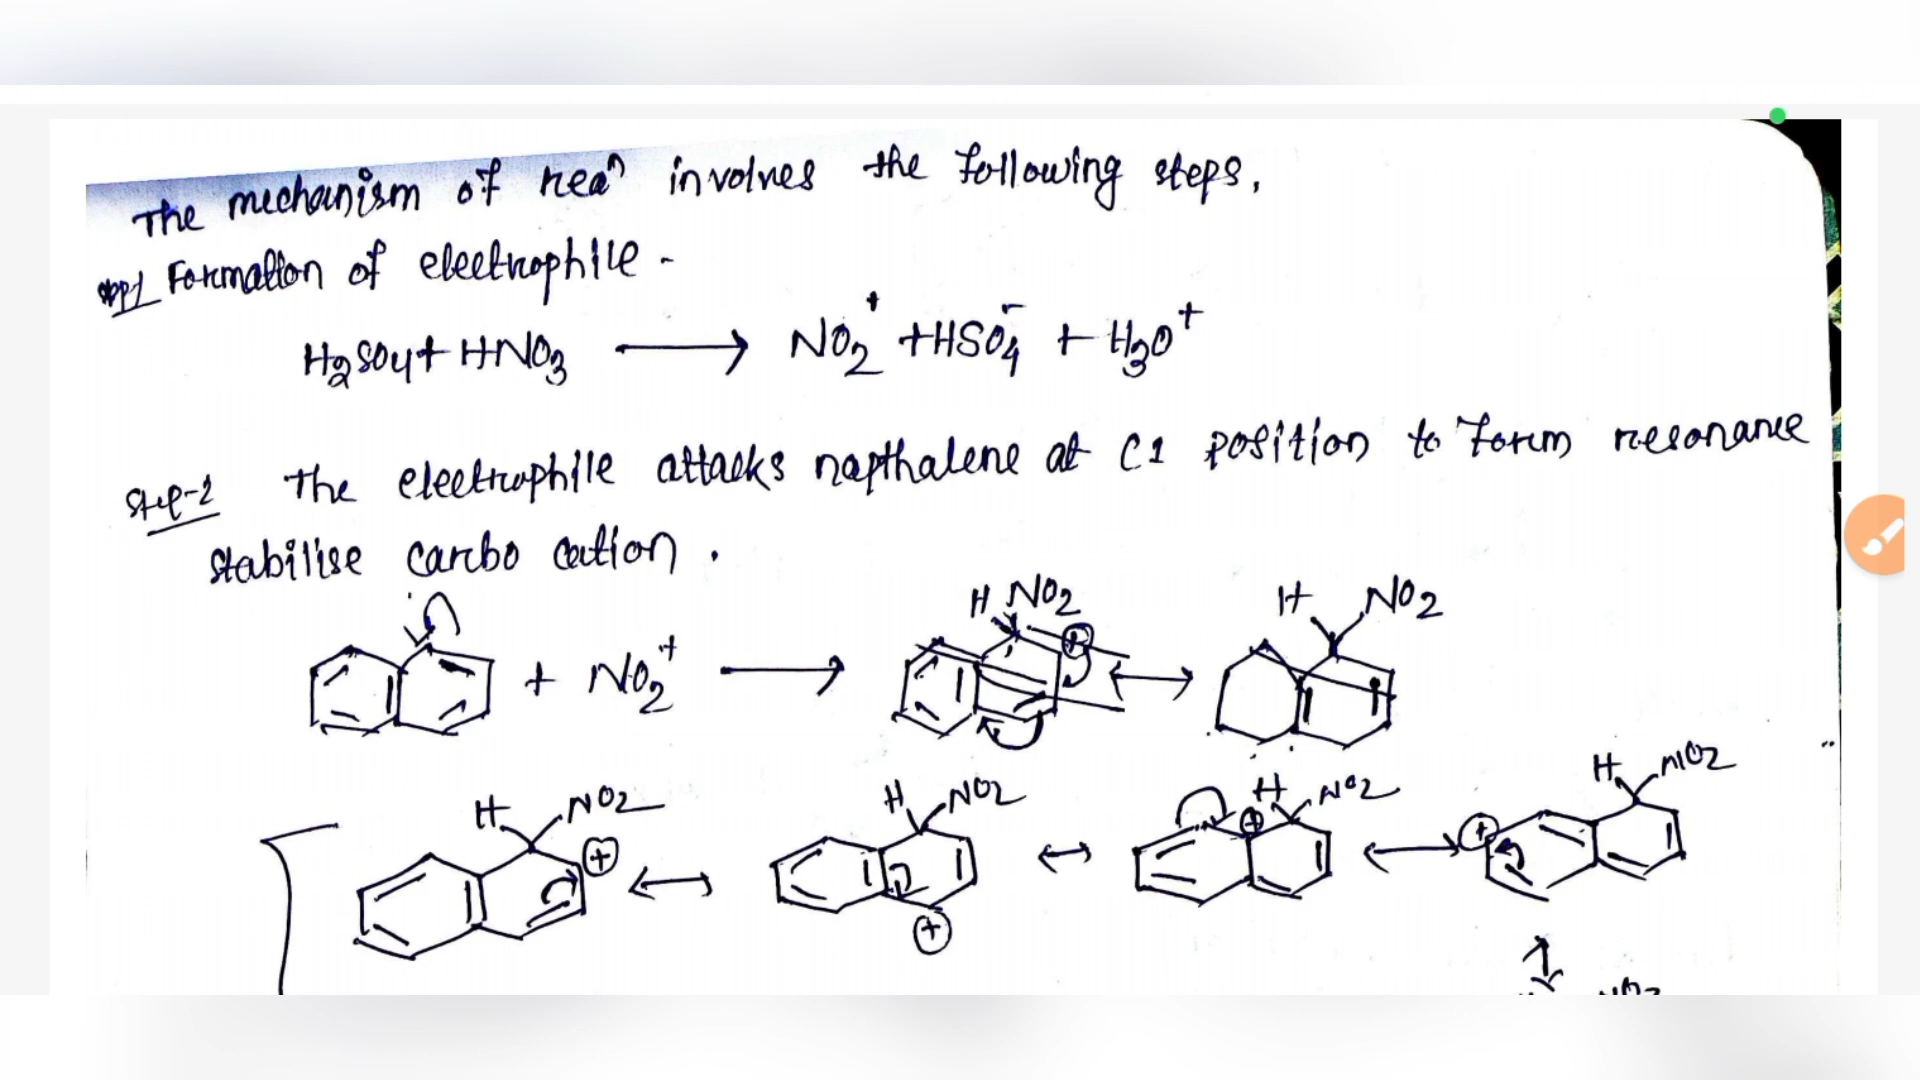 The mechanism of reaⁿ involves the following steps.
step1 Formation of electrophile -
H2SO4 + HNO3 ⟶ NO2⁺ + HSO4⁻ + H3O⁺
Step-2 The electrophile attacks napthalene at C1 position to form resonance
stabilise carbo cation.
H NO2 ⊕ ⟷ H NO2
+ NO2⁺ ⟶
H NO2 ⊕ ⟷ H NO2 ⊕ ⟷ H NO2 ⊕ ⟷ H NO2 ⊕
NO2